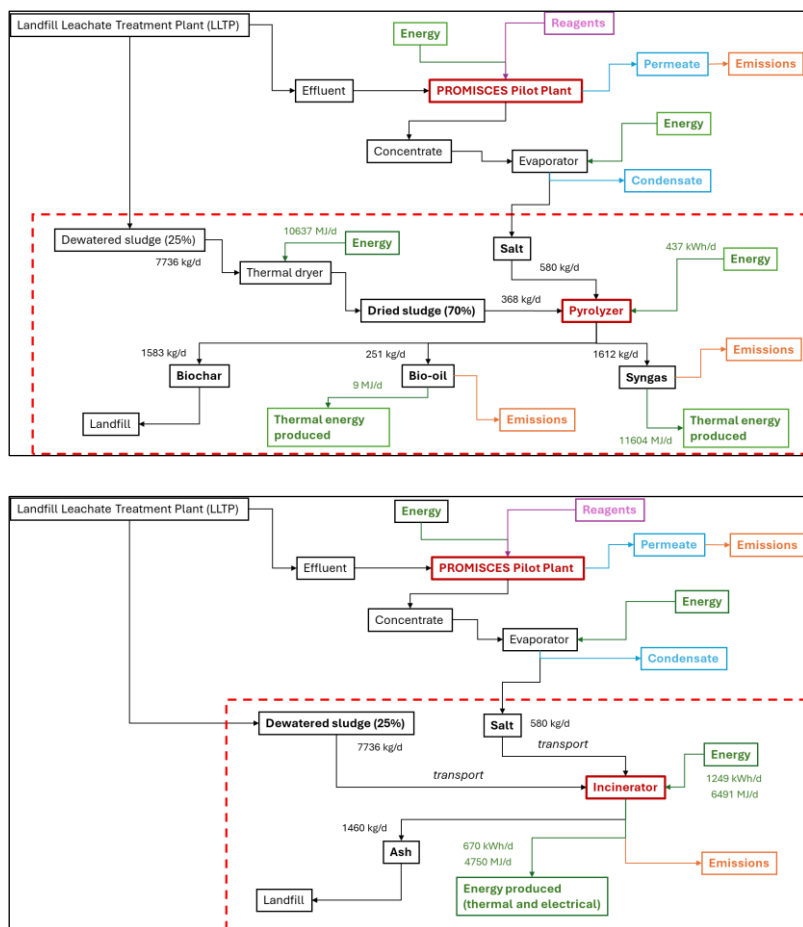 Landfill Leachate Treatment Plant (LLTP)
Energy
Reagents
Effluent
PROMISCES Pilot Plant
Permeate
Emissions
Concentrate
Evaporator
Energy
Condensate
Dewatered sludge (25%)
7736 kg/d
10637 MJ/d
Energy
Thermal dryer
Salt
580 kg/d
437 kWh/d
Energy
Dried sludge (70%)
368 kg/d
Pyrolyzer
1583 kg/d
251 kg/d
1612 kg/d
Emissions
Biochar
Bio-oil
Syngas
9 MJ/d
Landfill
Thermal energy
produced
Emissions
11604 MJ/d
Thermal energy
produced
Landfill Leachate Treatment Plant (LLTP)
Energy
Reagents
Effluent
PROMISCES Pilot Plant
Permeate
Emissions
Concentrate
Evaporator
Energy
Condensate
Dewatered sludge (25%)
7736 kg/d
Salt
580 kg/d
transport
transport
Energy
1249 kWh/d
6491 MJ/d
Incinerator
1460 kg/d
Ash
670 kWh/d
4750 MJ/d
Emissions
Landfill
Energy produced
(thermal and electrical)